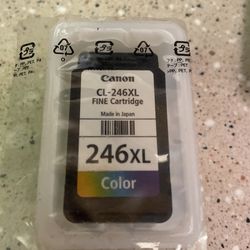 Canon
CL-246XL
FINE Cartridge
Made in Japan
246XL
Color